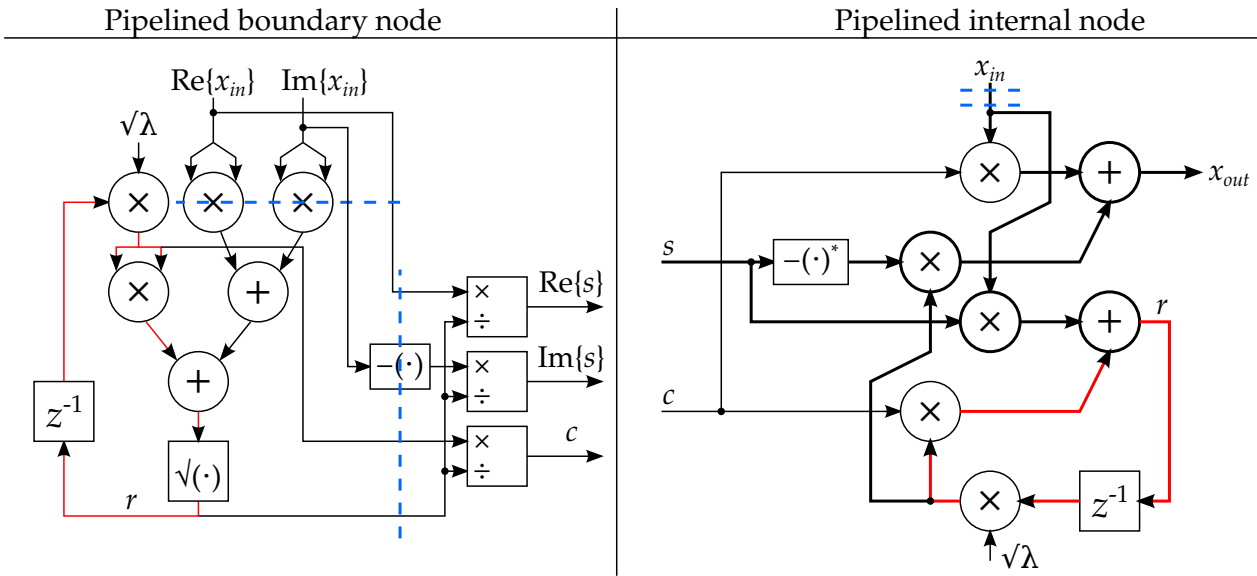 Pipelined boundary node
Re{x_in} Im{x_in}
√λ
× × ×
× +
+
z⁻¹
√(·)
r
× ÷
−(·)
× ÷
× ÷
Re{s}
Im{s}
c
Pipelined internal node
x_in
× +
x_out
s
−(·)*
×
× +
r
c
×
×
z⁻¹
√λ